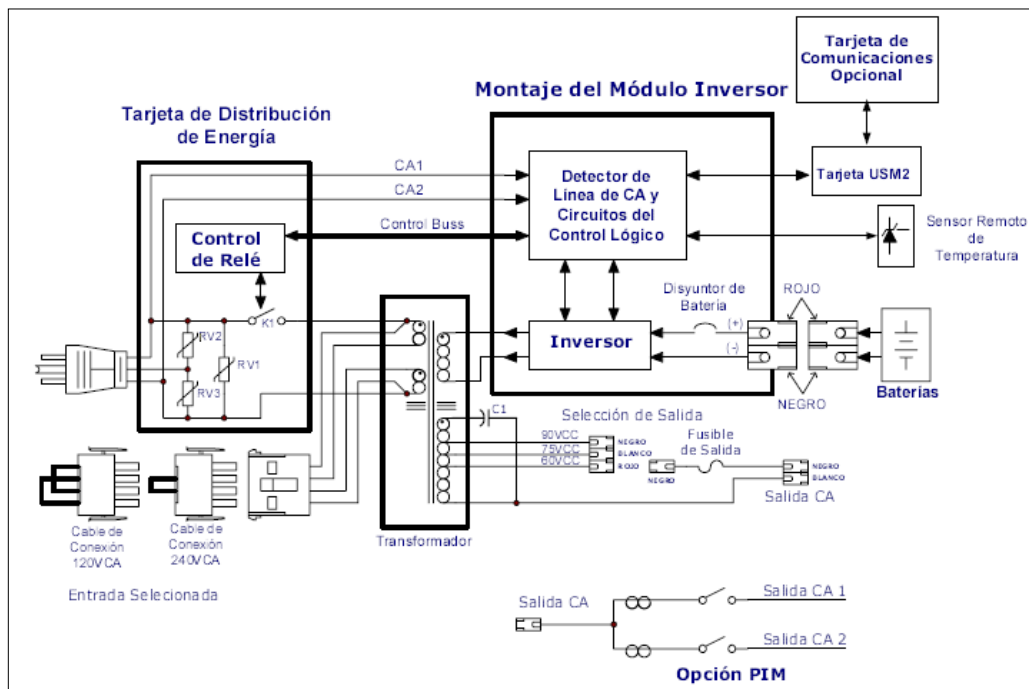 Tarjeta de
Comunicaciones
Opcional
Montaje del Módulo Inversor
Tarjeta de Distribución
de Energía
CA1
CA2
Control Buss
Detector de
Línea de CA y
Circuitos del
Control Lógico
Tarjeta USM2
Sensor Remoto
de
Temperatura
Control
de Relé
K1
RV2
RV1
RV3
Disyuntor de
Batería
ROJO
(+)
(-)
Inversor
NEGRO
Baterías
C1
Selección de Salida
90VCC
75VCC
60VCC
NEGRO
BLANCO
ROJO
Fusible
de Salida
NEGRO
NEGRO
BLANCO
Salida CA
Transformador
Cable de
Conexión
120VCA
Cable de
Conexión
240VCA
Entrada Selecionada
Salida CA
Salida CA 1
Salida CA 2
Opción PIM